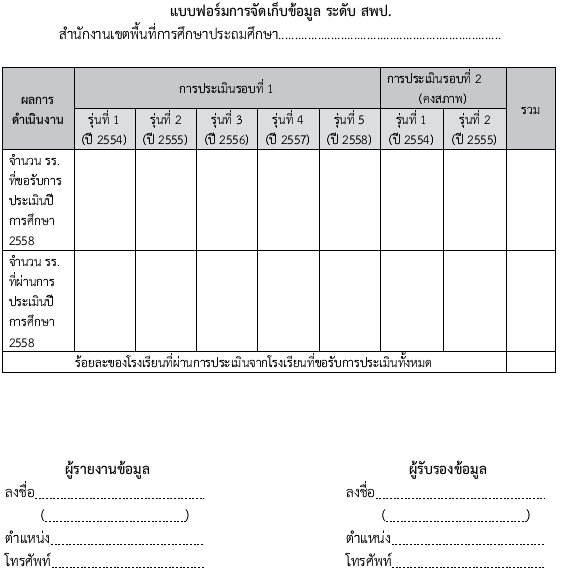 แบบฟอร์มการจัดเก็บข้อมูล ระดับ สพป.
สำนักงานเขตพื้นที่การศึกษาประถมศึกษา......................................................................
ผลการ
ดำเนินงาน
การประเมินรอบที่ 1
การประเมินรอบที่ 2
(คงสภาพ)
รวม
รุ่นที่ 1
(ปี 2554)
รุ่นที่ 2
(ปี 2555)
รุ่นที่ 3
(ปี 2556)
รุ่นที่ 4
(ปี 2557)
รุ่นที่ 5
(ปี 2558)
รุ่นที่ 1
(ปี 2554)
รุ่นที่ 2
(ปี 2555)
จำนวน รร.
ที่ขอรับการ
ประเมินปี
การศึกษา
2558
จำนวน รร.
ที่ผ่านการ
ประเมินปี
การศึกษา
2558
ร้อยละของโรงเรียนที่ผ่านการประเมินจากโรงเรียนที่ขอรับการประเมินทั้งหมด
ผู้รายงานข้อมูล
ลงชื่อ..........................................
(....................................)
ตำแหน่ง......................................
โทรศัพท์......................................
ผู้รับรองข้อมูล
ลงชื่อ..........................................
(....................................)
ตำแหน่ง......................................
โทรศัพท์......................................